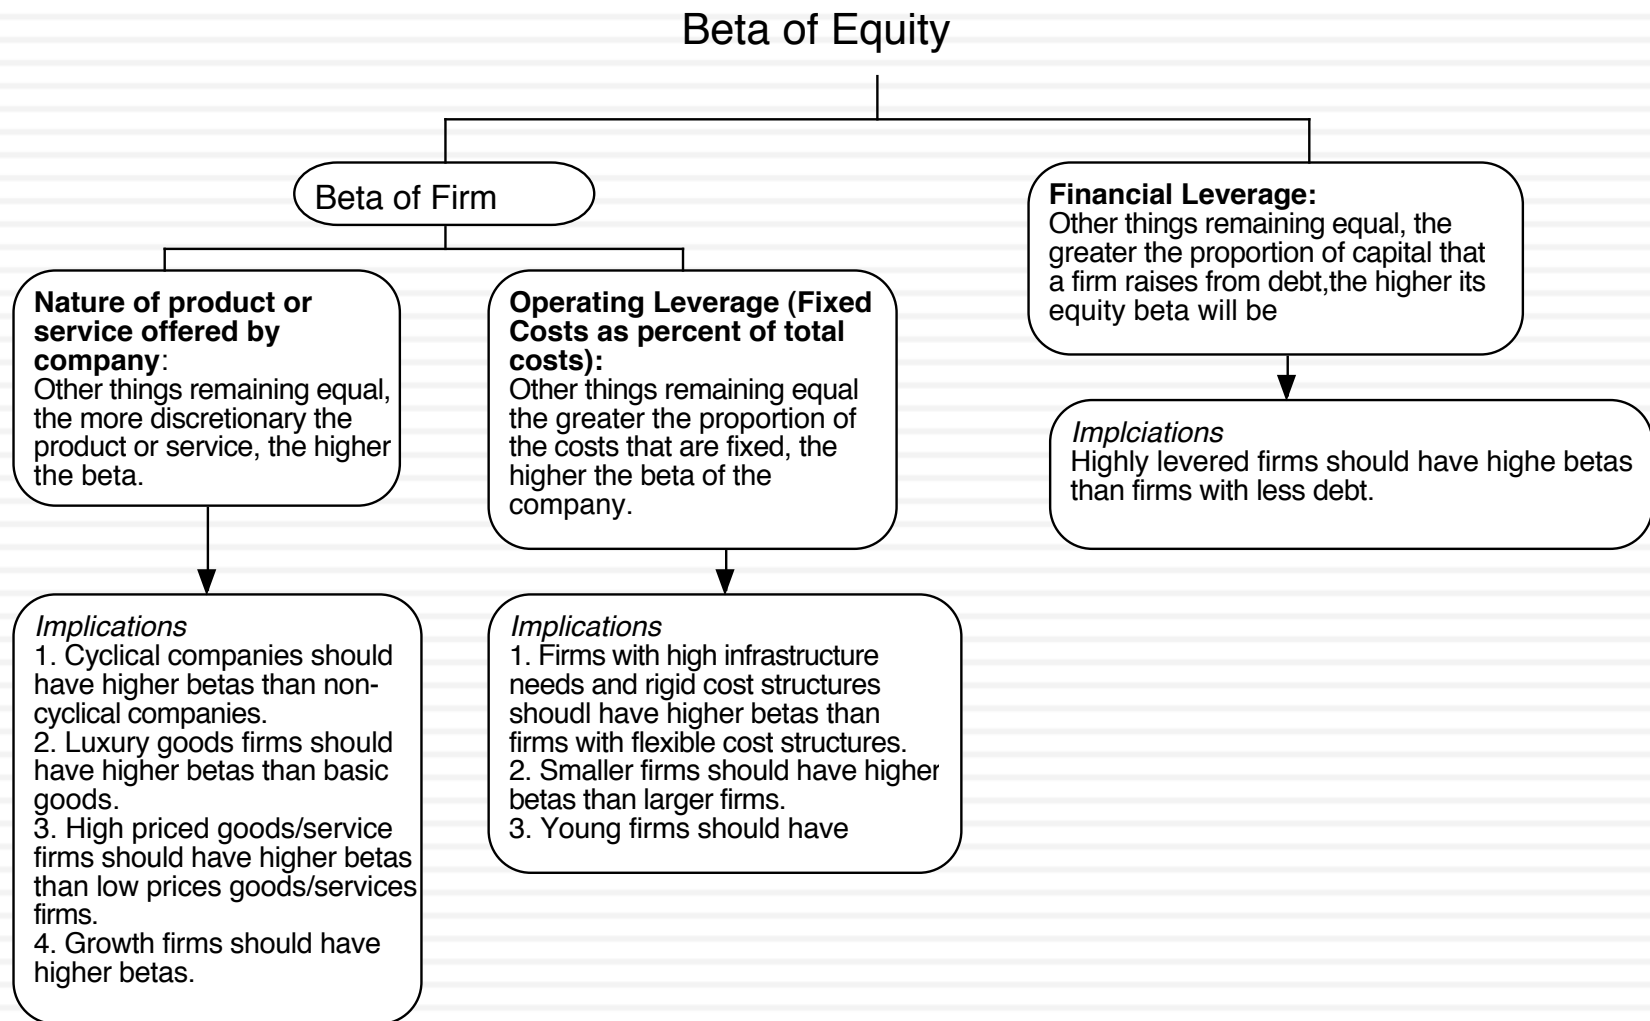 Beta of Equity
Beta of Firm
Financial Leverage:
Other things remaining equal, the
greater the proportion of capital that
a firm raises from debt,the higher its
equity beta will be
Nature of product or
service offered by
company:
Other things remaining equal,
the more discretionary the
product or service, the higher
the beta.
Operating Leverage (Fixed
Costs as percent of total
costs):
Other things remaining equal
the greater the proportion of
the costs that are fixed, the
higher the beta of the
company.
Implciations
Highly levered firms should have highe betas
than firms with less debt.
Implications
1. Cyclical companies should
have higher betas than non-
cyclical companies.
2. Luxury goods firms should
have higher betas than basic
goods.
3. High priced goods/service
firms should have higher betas
than low prices goods/services
firms.
4. Growth firms should have
higher betas.
Implications
1. Firms with high infrastructure
needs and rigid cost structures
shoudl have higher betas than
firms with flexible cost structures.
2. Smaller firms should have higher
betas than larger firms.
3. Young firms should have